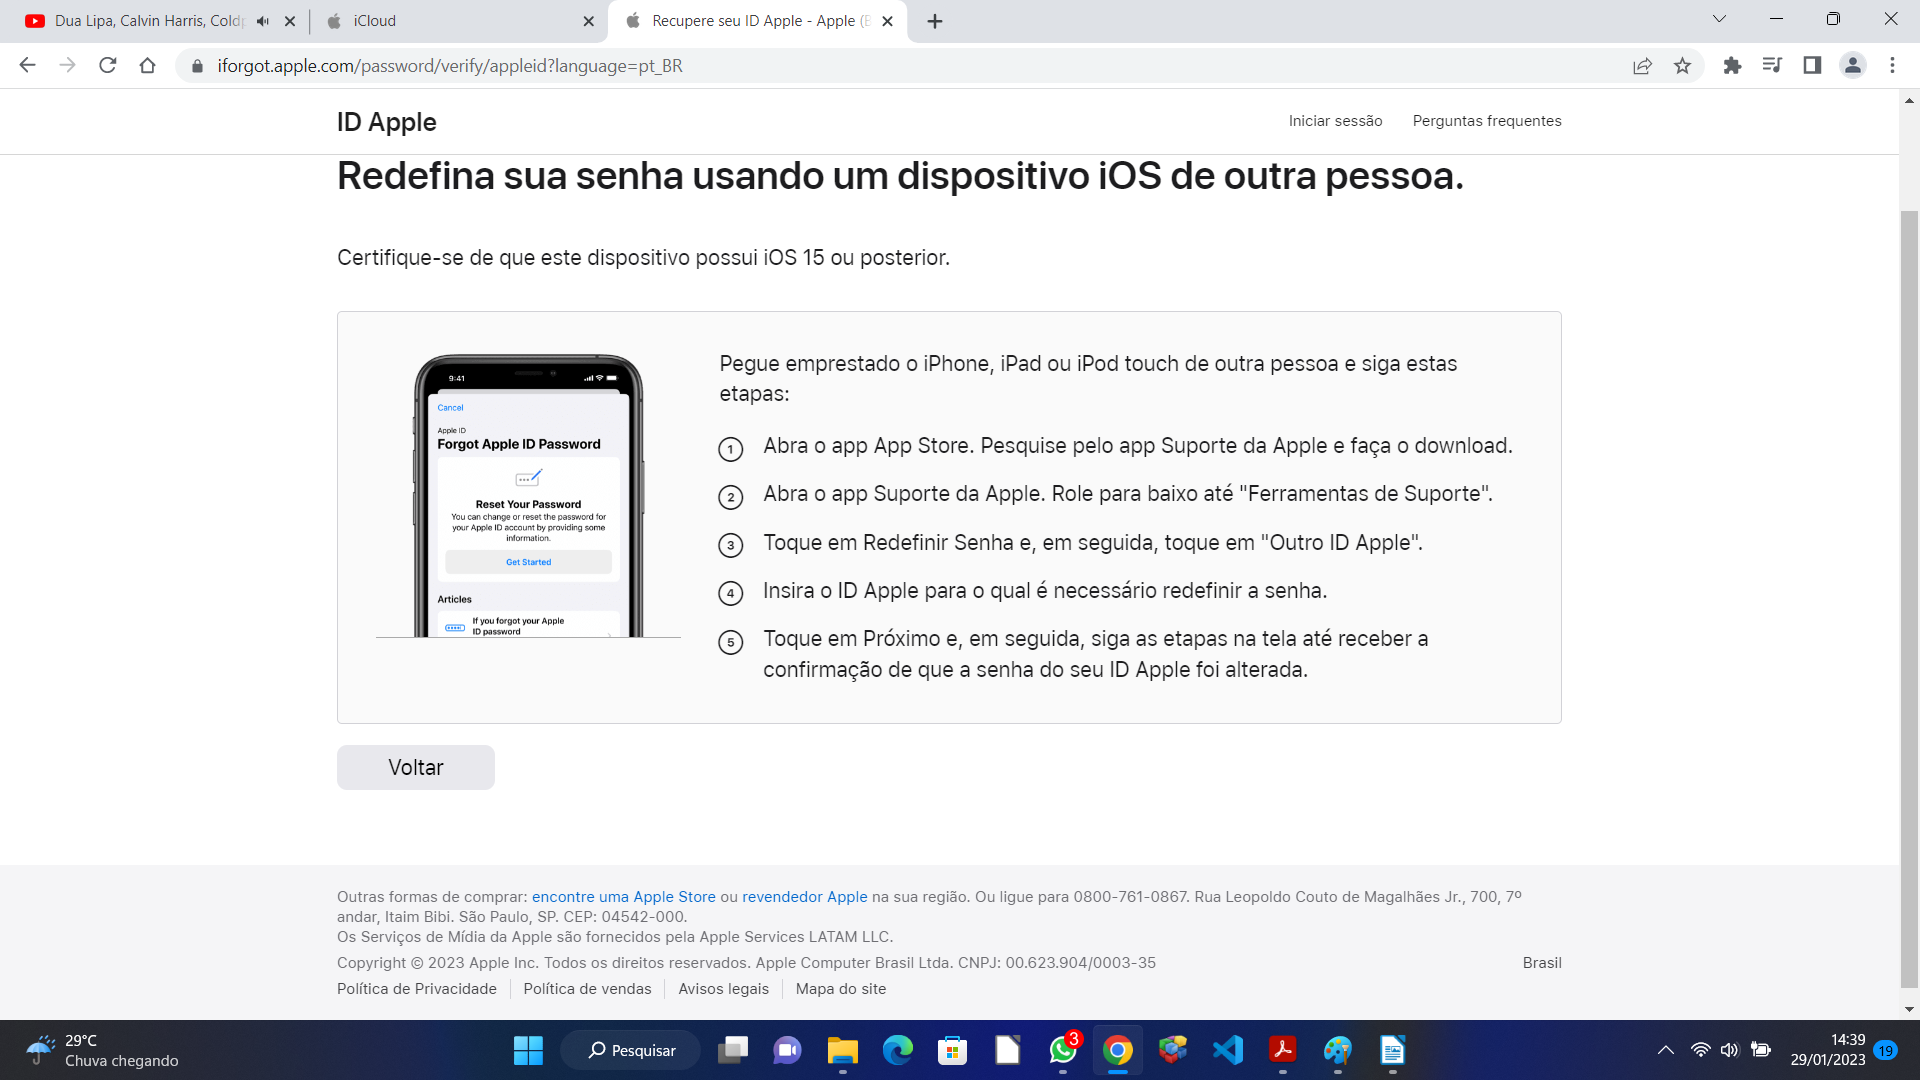 Dua Lipa, Calvin Harris, Coldp
iCloud
Recupere seu ID Apple - Apple (B
iforgot.apple.com/password/verify/appleid?language=pt_BR
ID Apple
Iniciar sessão
Perguntas frequentes
Redefina sua senha usando um dispositivo iOS de outra pessoa.
Certifique-se de que este dispositivo possui iOS 15 ou posterior.
9:41
Cancel
Apple ID
Forgot Apple ID Password
Reset Your Password
You can change or reset the password for
your Apple ID account by providing some
information.
Get Started
Articles
If you forgot your Apple
ID password
Pegue emprestado o iPhone, iPad ou iPod touch de outra pessoa e siga estas
etapas:
1 Abra o app App Store. Pesquise pelo app Suporte da Apple e faça o download.
2 Abra o app Suporte da Apple. Role para baixo até "Ferramentas de Suporte".
3 Toque em Redefinir Senha e, em seguida, toque em "Outro ID Apple".
4 Insira o ID Apple para o qual é necessário redefinir a senha.
5 Toque em Próximo e, em seguida, siga as etapas na tela até receber a
confirmação de que a senha do seu ID Apple foi alterada.
Voltar
Outras formas de comprar: encontre uma Apple Store ou revendedor Apple na sua região. Ou ligue para 0800-761-0867. Rua Leopoldo Couto de Magalhães Jr., 700, 7º
andar, Itaim Bibi. São Paulo, SP. CEP: 04542-000.
Os Serviços de Mídia da Apple são fornecidos pela Apple Services LATAM LLC.
Copyright © 2023 Apple Inc. Todos os direitos reservados. Apple Computer Brasil Ltda. CNPJ: 00.623.904/0003-35
Brasil
Política de Privacidade
Política de vendas
Avisos legais
Mapa do site
29°C
Chuva chegando
Pesquisar
3
14:39
29/01/2023
19